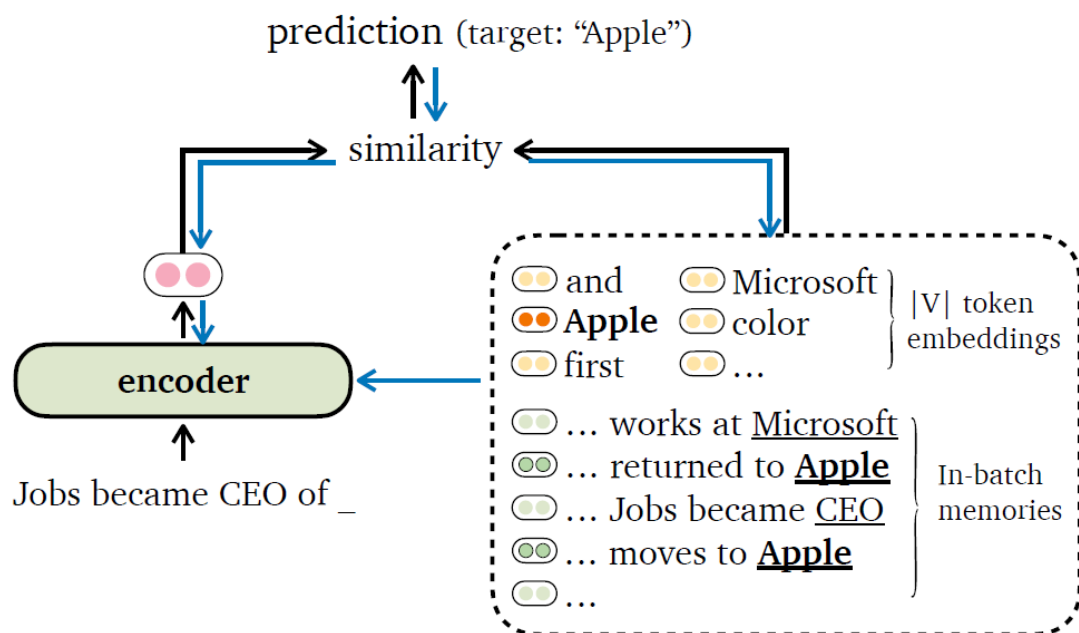 prediction (target: “Apple”)
similarity
encoder
Jobs became CEO of _
and
Apple
first
Microsoft
color
...
|V| token
embeddings
... works at Microsoft
... returned to Apple
... Jobs became CEO
... moves to Apple
...
In-batch
memories